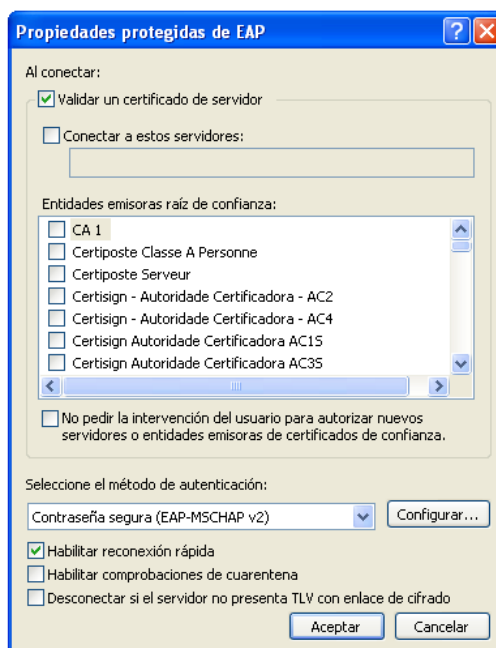 Propiedades protegidas de EAP
Al conectar:
Validar un certificado de servidor
Conectar a estos servidores:
Entidades emisoras raíz de confianza:
CA 1
Certiposte Classe A Personne
Certiposte Serveur
Certisign - Autoridade Certificadora - AC2
Certisign - Autoridade Certificadora - AC4
Certisign Autoridade Certificadora AC1S
Certisign Autoridade Certificadora AC3S
No pedir la intervención del usuario para autorizar nuevos
servidores o entidades emisoras de certificados de confianza.
Seleccione el método de autenticación:
Contraseña segura (EAP-MSCHAP v2)
Configurar...
Habilitar reconexión rápida
Habilitar comprobaciones de cuarentena
Desconectar si el servidor no presenta TLV con enlace de cifrado
Aceptar
Cancelar